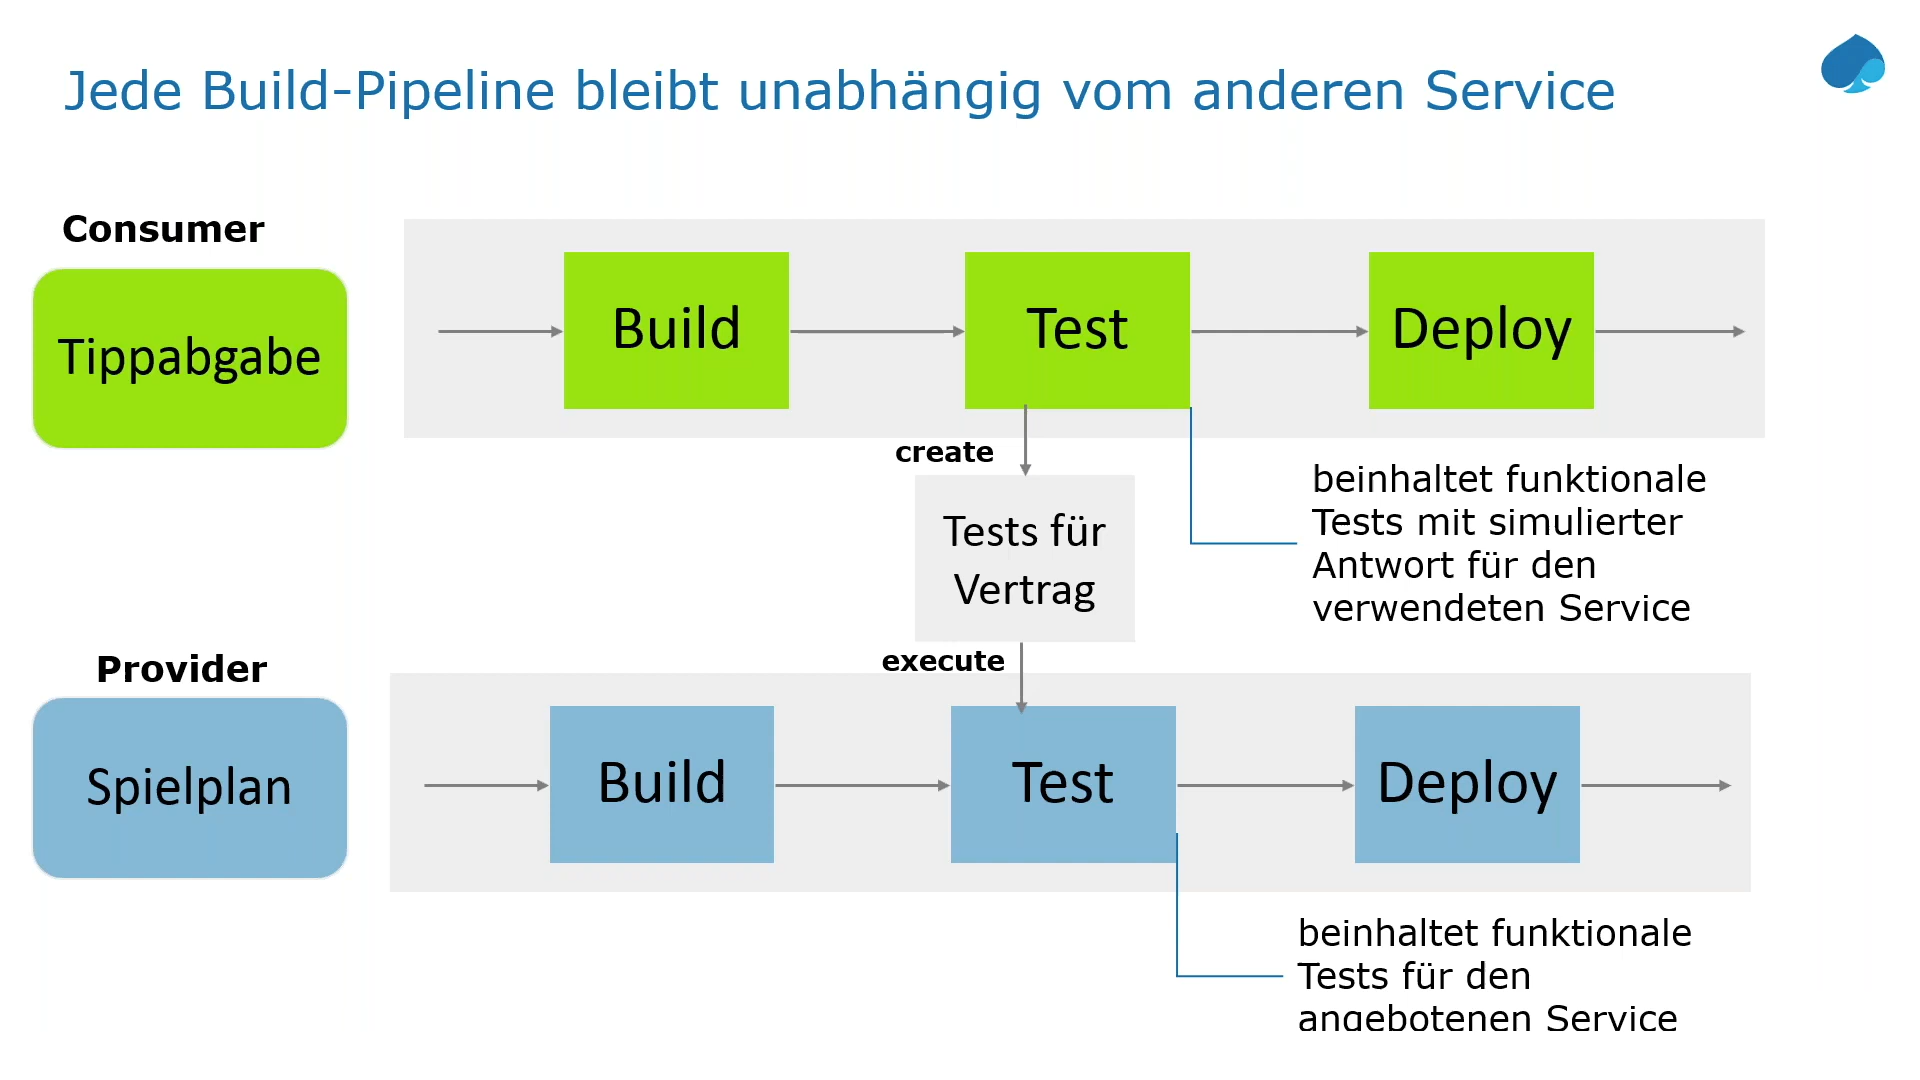 Jede Build-Pipeline bleibt unabhängig vom anderen Service
Consumer
Tippabgabe
Build
Test
Deploy
create
Tests für
Vertrag
beinhaltet funktionale
Tests mit simulierter
Antwort für den
verwendeten Service
execute
Provider
Spielplan
Build
Test
Deploy
beinhaltet funktionale
Tests für den
angebotenen Service